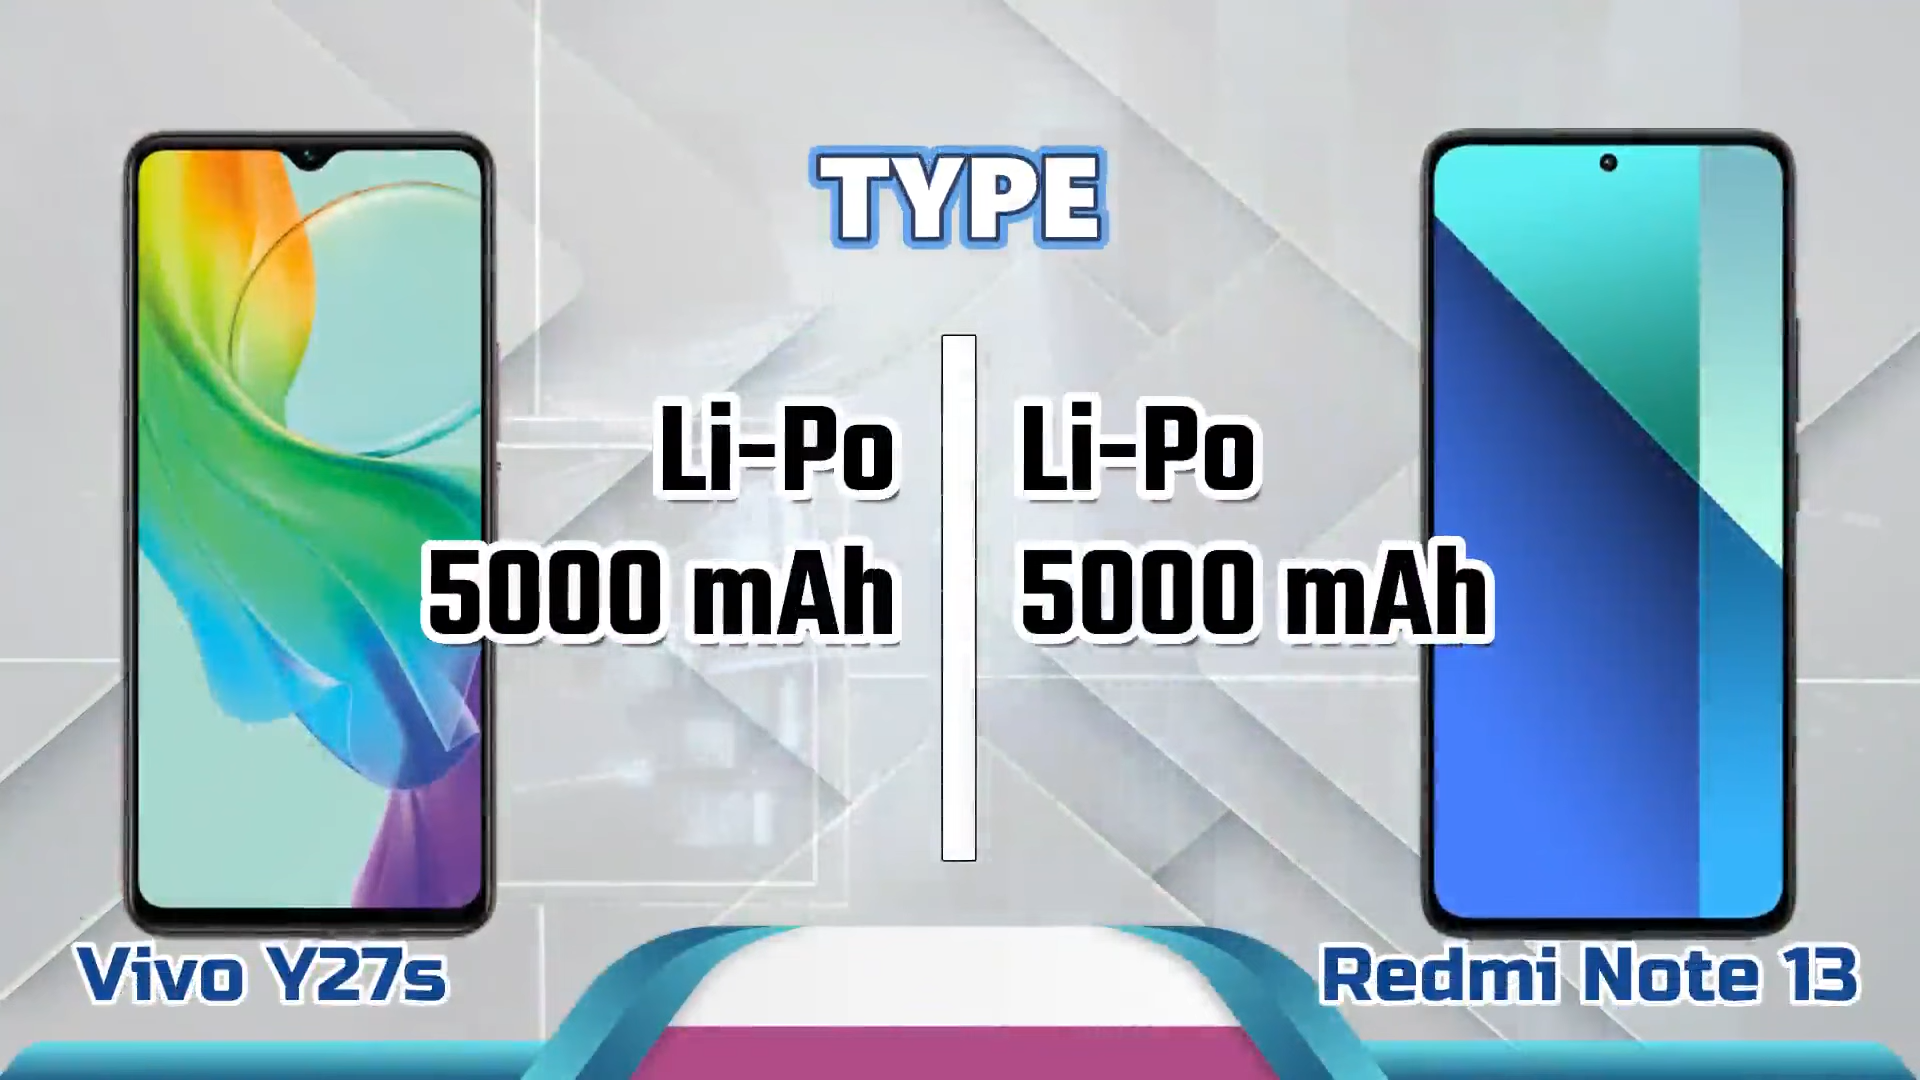 TYPE
Li-Po
5000 mAh
Li-Po
5000 mAh
Vivo Y27s
Redmi Note 13